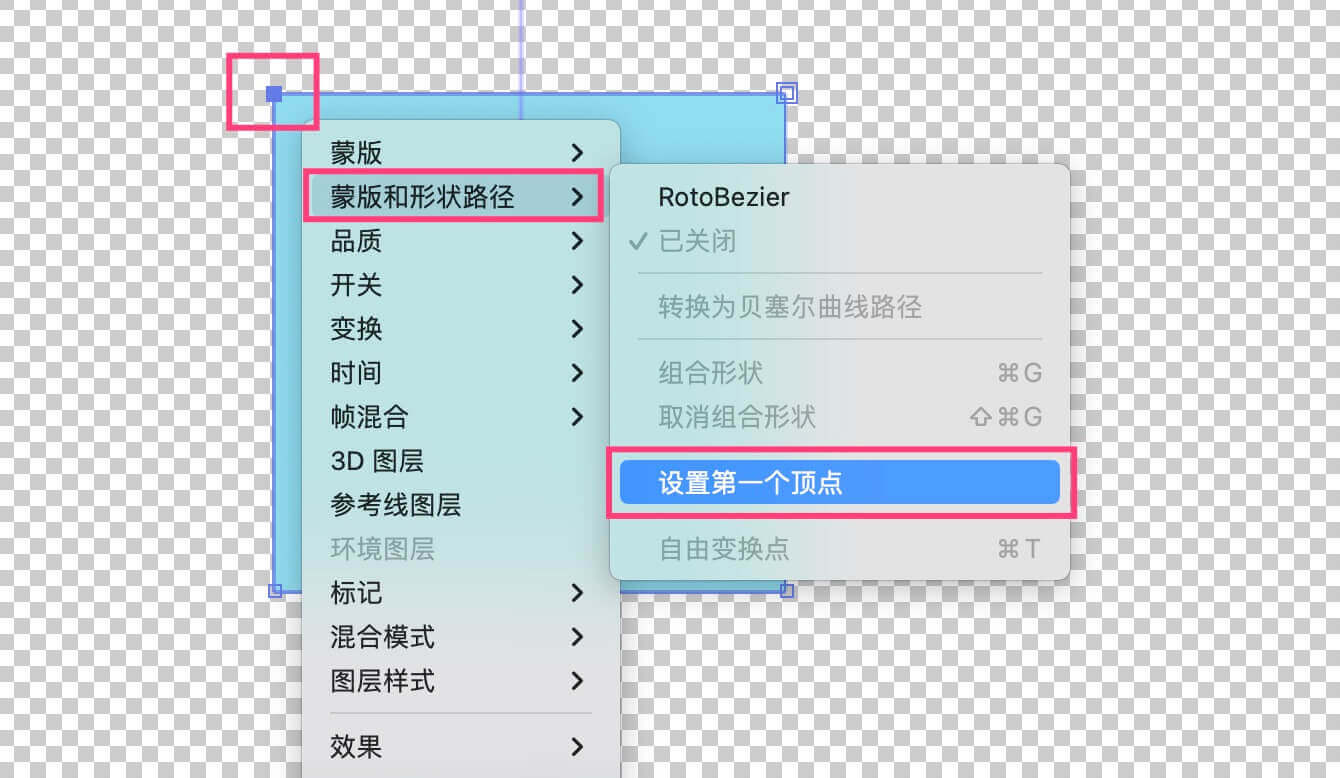 蒙版
蒙版和形状路径
品质
开关
变换
时间
帧混合
3D 图层
参考线图层
环境图层
标记
混合模式
图层样式
效果
RotoBezier
已关闭
转换为贝塞尔曲线路径
组合形状 ⌘G
取消组合形状 ⇧⌘G
设置第一个顶点
自由变换点 ⌘T